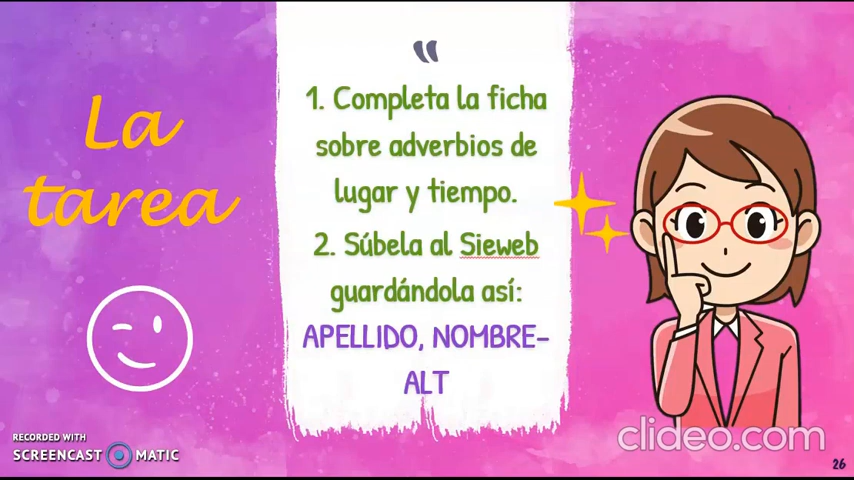 La
tarea
1. Completa la ficha
sobre adverbios de
lugar y tiempo.
2. Súbela al Sieweb
guardándola así:
APELLIDO, NOMBRE-
ALT
RECORDED WITH
SCREENCAST MATIC
clideo.com
26